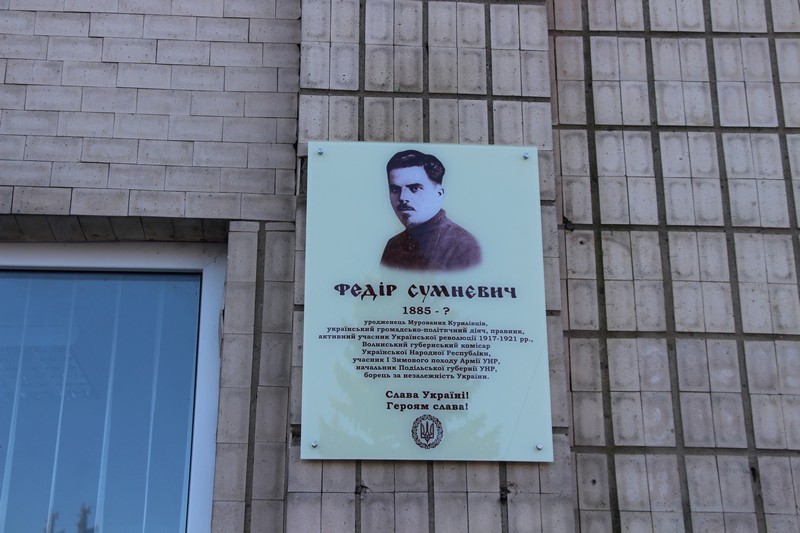 Федір Сумневич
1885 - ?
уродженець Мурованих Курилівців,
український громадсько-політичний діяч, правник,
активний учасник Української революції 1917-1921 рр.,
Волинський губернський комісар
Української Народної Республіки,
учасник І Зимового походу Армії УНР,
начальник Подільської губернії УНР,
борець за незалежність України.
Слава Україні!
Героям слава!